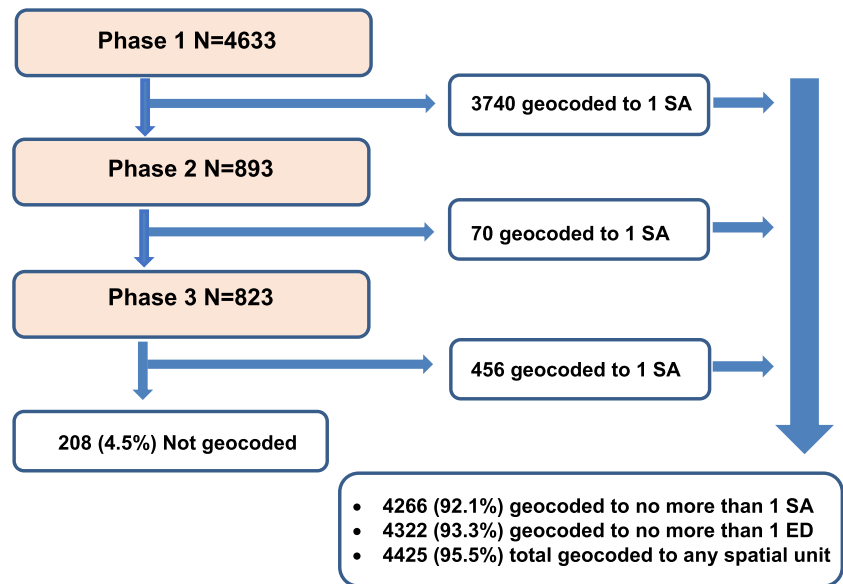 Phase 1 N=4633
3740 geocoded to 1 SA
Phase 2 N=893
70 geocoded to 1 SA
Phase 3 N=823
456 geocoded to 1 SA
208 (4.5%) Not geocoded
• 4266 (92.1%) geocoded to no more than 1 SA
• 4322 (93.3%) geocoded to no more than 1 ED
• 4425 (95.5%) total geocoded to any spatial unit